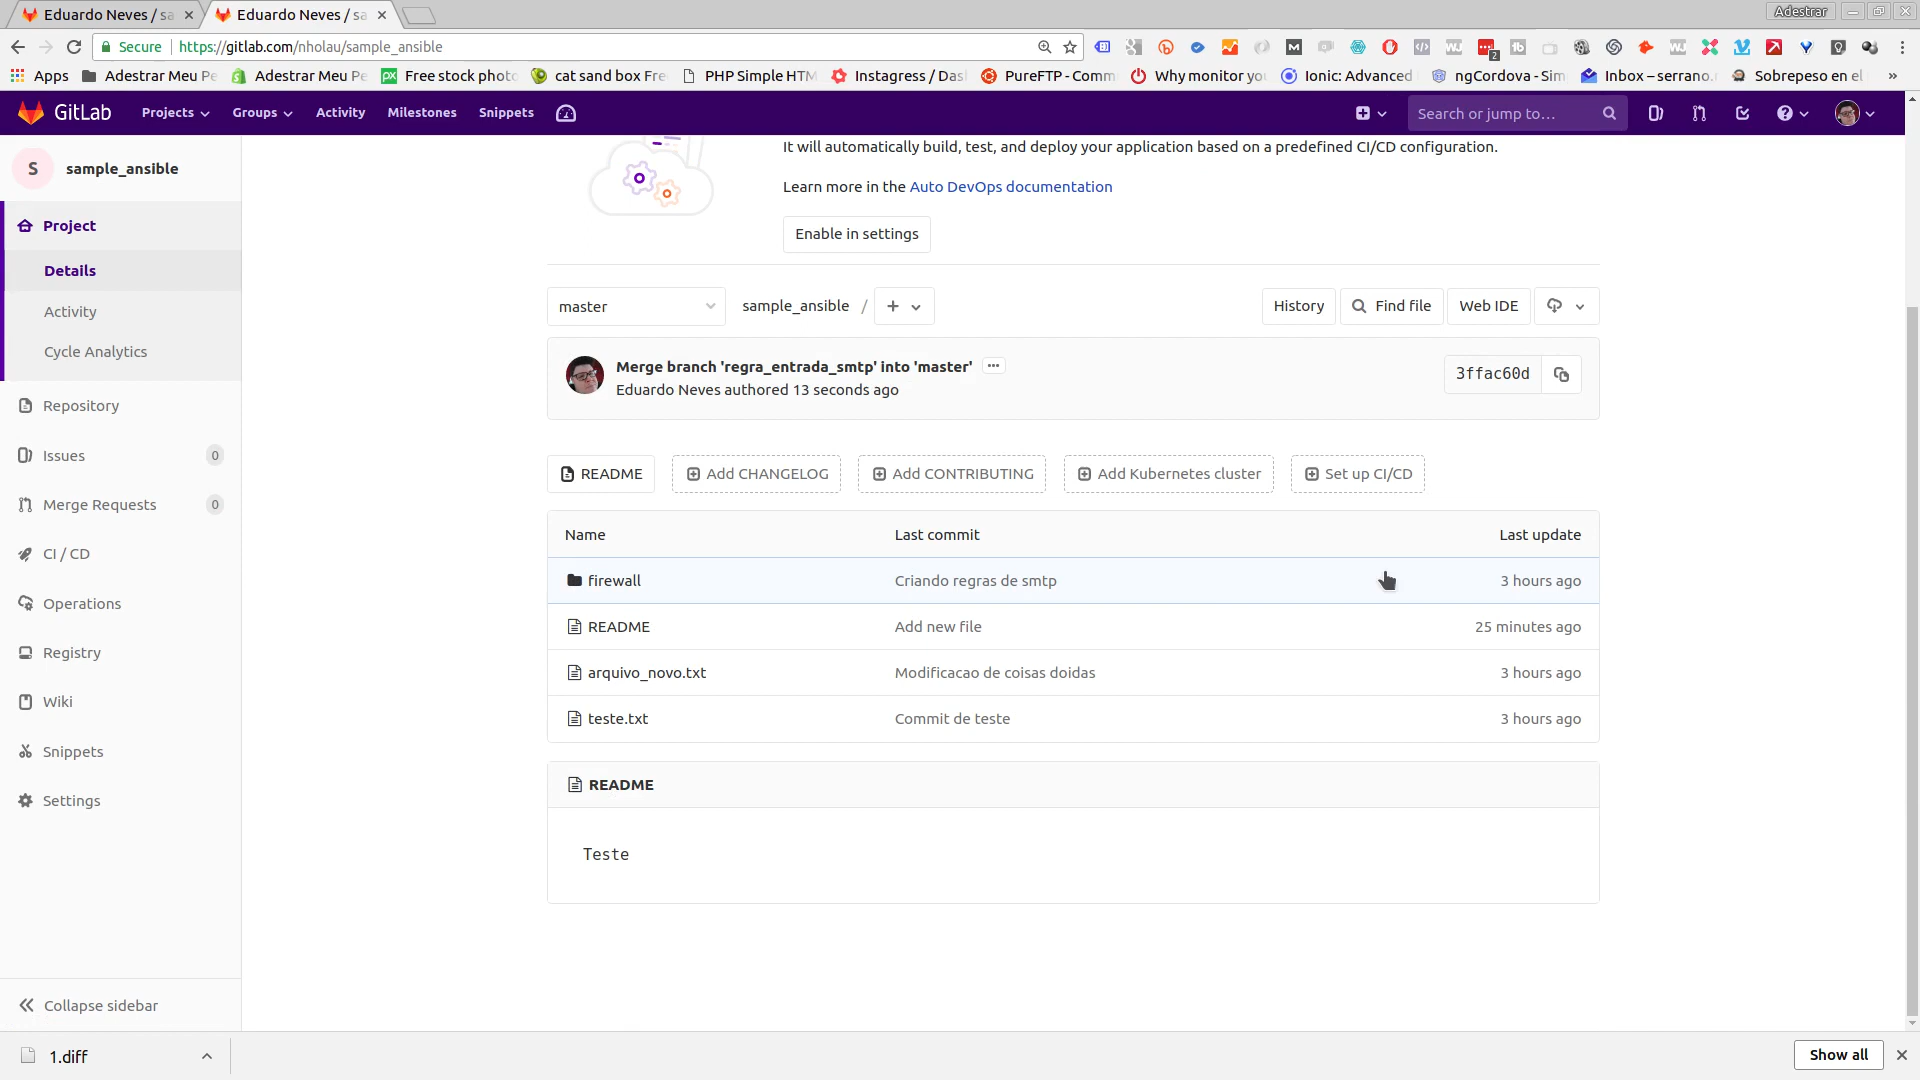 Eduardo Neves / sa
Eduardo Neves / sa
Adestrar
Secure
https://gitlab.com/nholau/sample_ansible
Apps
Adestrar Meu Pe
Adestrar Meu Pe
Free stock phot
cat sand box Fre
PHP Simple HTM
Instagress / Das
PureFTP - Comm
Why monitor yo
Ionic: Advanced
ngCordova - Sim
Inbox – serrano.
Sobrepeso en el
»
GitLab
Projects
Groups
Activity
Milestones
Snippets
Search or jump to…
S
sample_ansible
Project
Details
Activity
Cycle Analytics
Repository
Issues 0
Merge Requests 0
CI / CD
Operations
Registry
Wiki
Snippets
Settings
Collapse sidebar
It will automatically build, test, and deploy your application based on a predefined CI/CD configuration.
Learn more in the Auto DevOps documentation
Enable in settings
master
sample_ansible /
History
Find file
Web IDE
Merge branch 'regra_entrada_smtp' into 'master'
Eduardo Neves authored 13 seconds ago
3ffac60d
README
Add CHANGELOG
Add CONTRIBUTING
Add Kubernetes cluster
Set up CI/CD
Name Last commit Last update
firewall Criando regras de smtp 3 hours ago
README Add new file 25 minutes ago
arquivo_novo.txt Modificacao de coisas doidas 3 hours ago
teste.txt Commit de teste 3 hours ago
README
Teste
1.diff
Show all